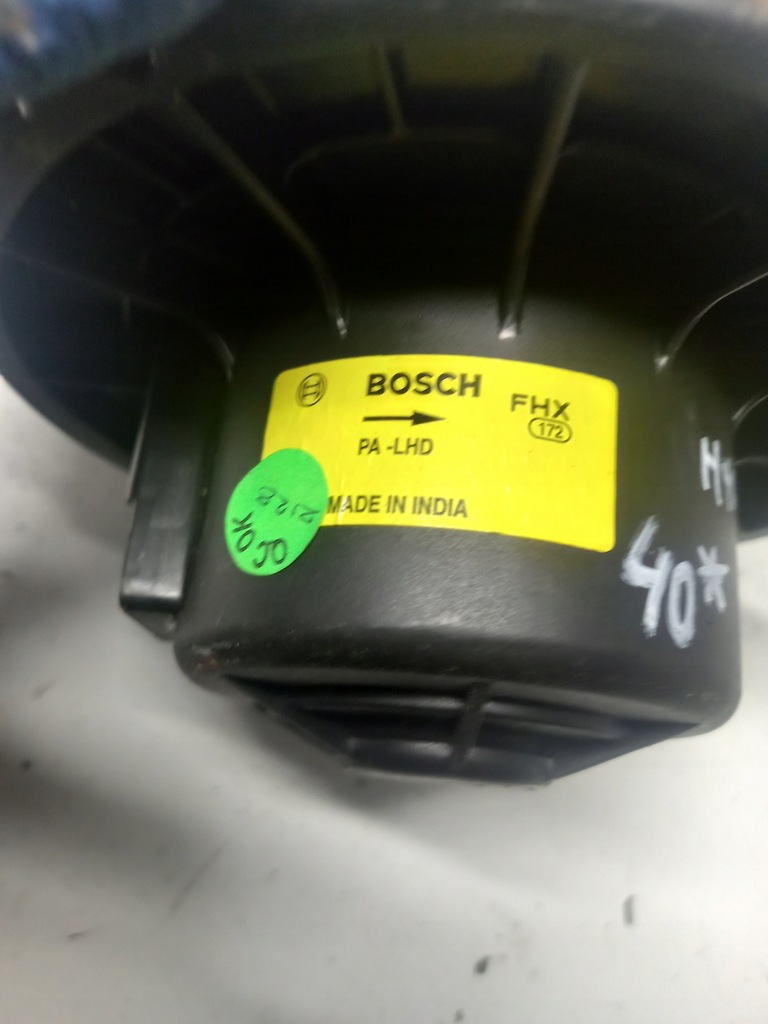 BOSCH
FHX
172
PA -LHD
MADE IN INDIA
QC OK
40*